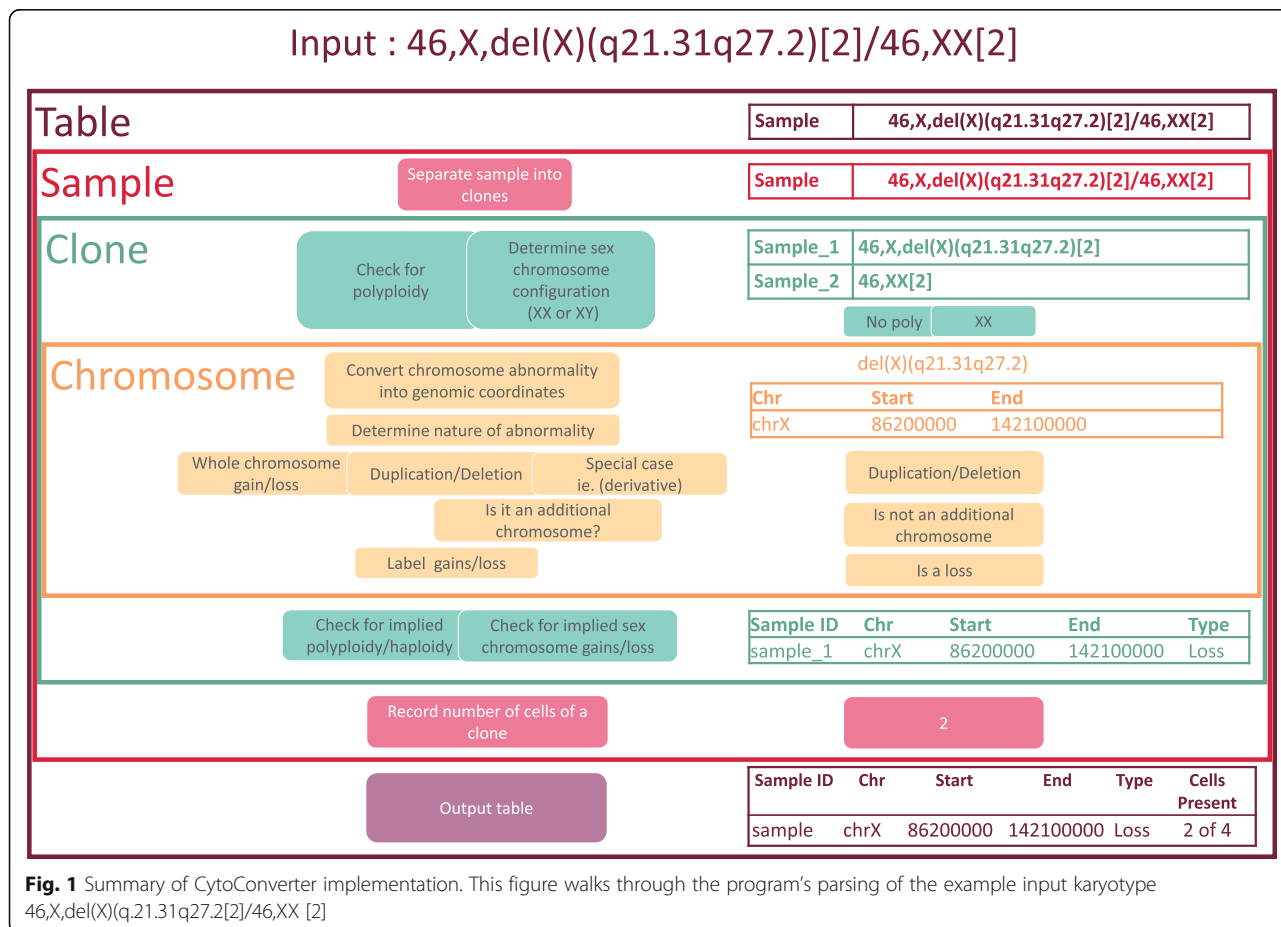 Input : 46,X,del(X)(q21.31q27.2)[2]/46,XX[2]
Table
Sample 46,X,del(X)(q21.31q27.2)[2]/46,XX[2]
Sample
Separate sample into
clones
Sample 46,X,del(X)(q21.31q27.2)[2]/46,XX[2]
Clone
Check for
polyploidy
Determine sex
chromosome
configuration
(XX or XY)
Sample_1 46,X,del(X)(q21.31q27.2)[2]
Sample_2 46,XX[2]
No poly XX
Chromosome
Convert chromosome abnormality
into genomic coordinates
Determine nature of abnormality
Whole chromosome
gain/loss
Duplication/Deletion
Special case
ie. (derivative)
Is it an additional
chromosome?
Label gains/loss
del(X)(q21.31q27.2)
Chr Start End
chrX 86200000 142100000
Duplication/Deletion
Is not an additional
chromosome
Is a loss
Check for implied
polyploidy/haploidy
Check for implied sex
chromosome gains/loss
Sample ID Chr Start End Type
sample_1 chrX 86200000 142100000 Loss
Record number of cells of a
clone
2
Output table
Sample ID Chr Start End Type Cells
Present
sample chrX 86200000 142100000 Loss 2 of 4
Fig. 1 Summary of CytoConverter implementation. This figure walks through the program's parsing of the example input karyotype
46,X,del(X)(q.21.31q27.2[2]/46,XX [2]